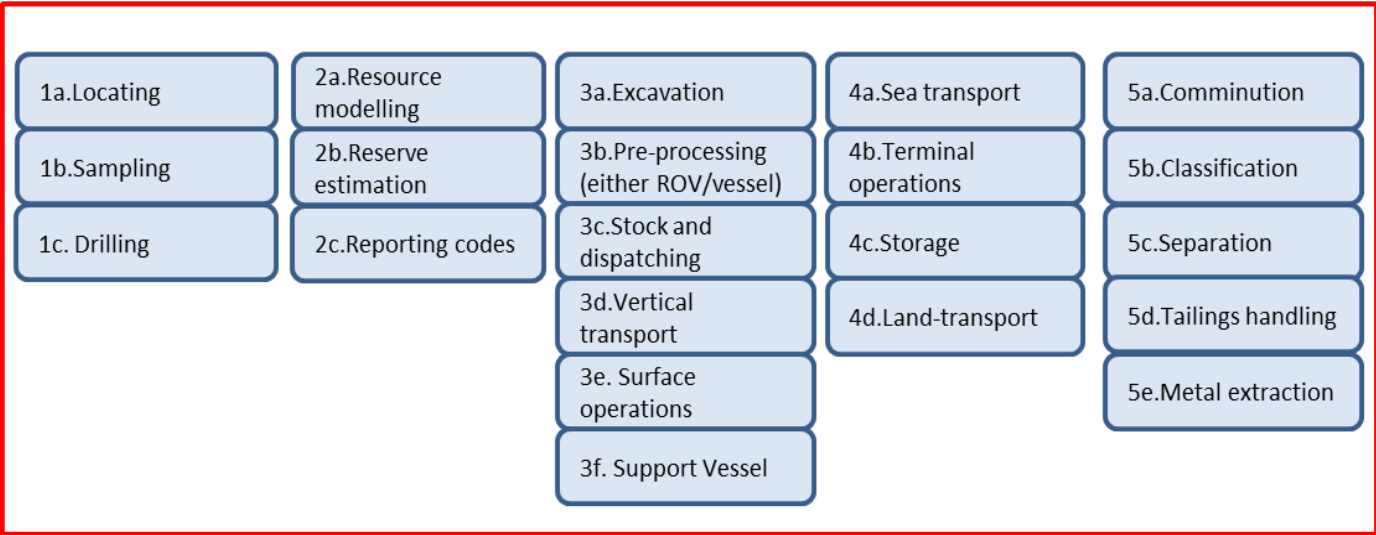 1a.Locating
1b.Sampling
1c. Drilling
2a.Resource
modelling
2b.Reserve
estimation
2c.Reporting codes
3a.Excavation
3b.Pre-processing
(either ROV/vessel)
3c.Stock and
dispatching
3d.Vertical
transport
3e. Surface
operations
3f. Support Vessel
4a.Sea transport
4b.Terminal
operations
4c.Storage
4d.Land-transport
5a.Comminution
5b.Classification
5c.Separation
5d.Tailings handling
5e.Metal extraction